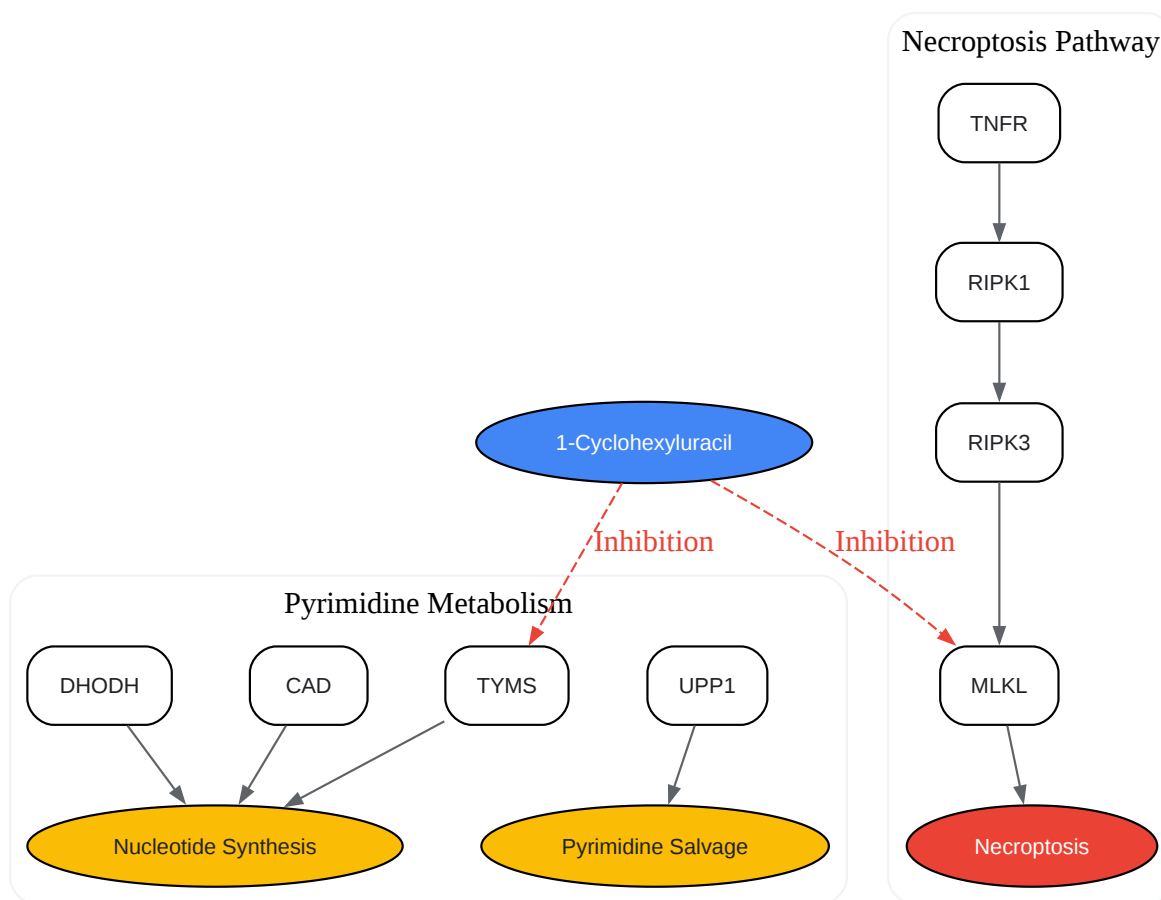 Necroptosis Pathway
TNFR
RIPK1
RIPK3
1-Cyclohexyluracil
Inhibition
Inhibition
Pyrimidine Metabolism
DHODH
CAD
TYMS
UPP1
MLKL
Nucleotide Synthesis
Pyrimidine Salvage
Necroptosis